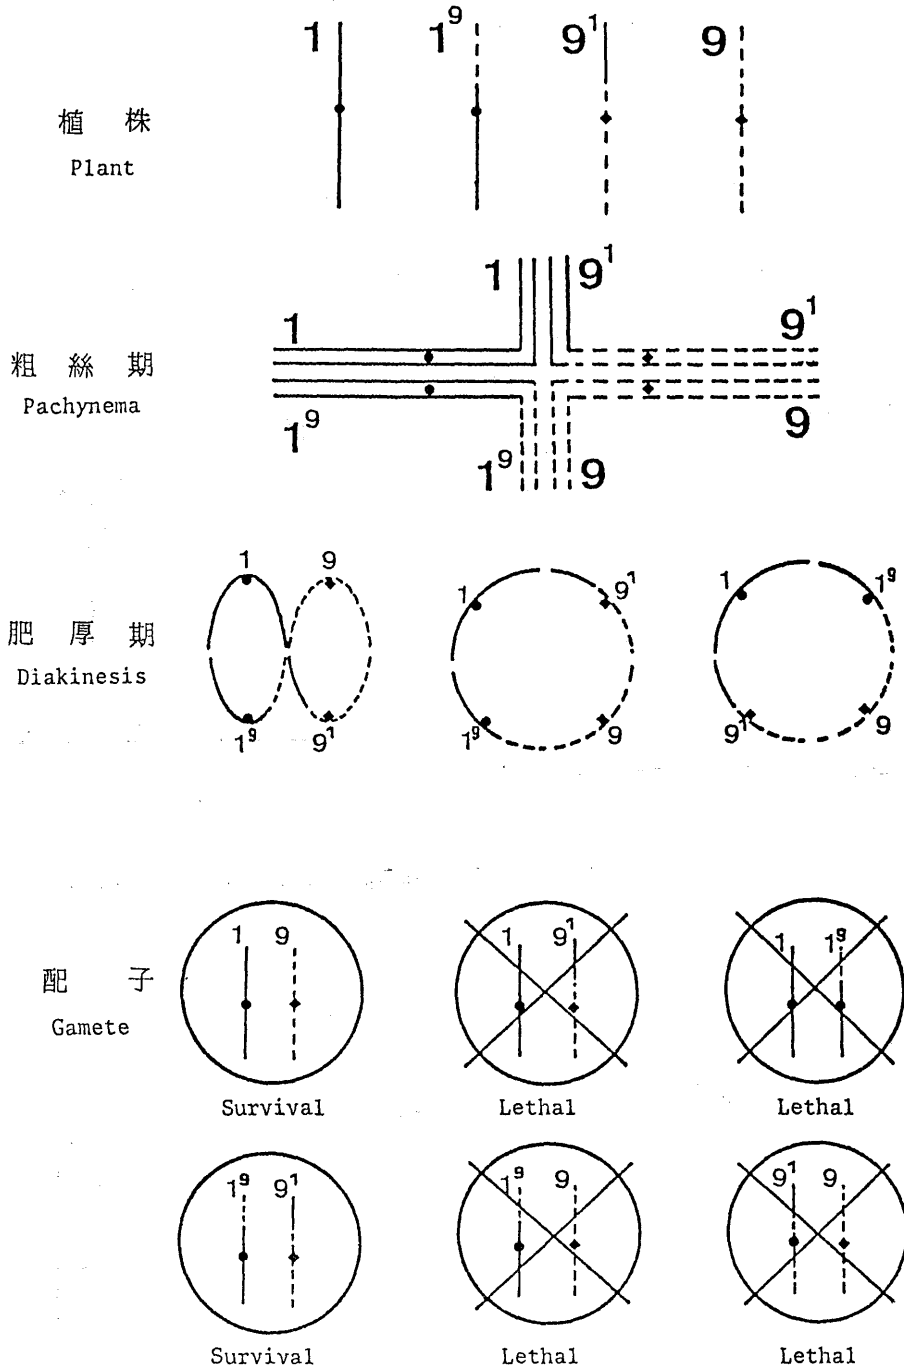 1 1⁹ 9¹ 9
植 株
Plant
1 9¹
1 9¹
粗 絲 期
Pachynema
1⁹ 9
1⁹ 9
1 9 1 9¹ 1 1⁹
肥 厚 期
Diakinesis
1⁹ 9¹ 1⁹ 9 9¹ 9
1 9 1 9¹ 1 1⁹
配 子
Gamete
Survival Lethal Lethal
1⁹ 9¹ 1⁹ 9 9¹ 9
Survival Lethal Lethal